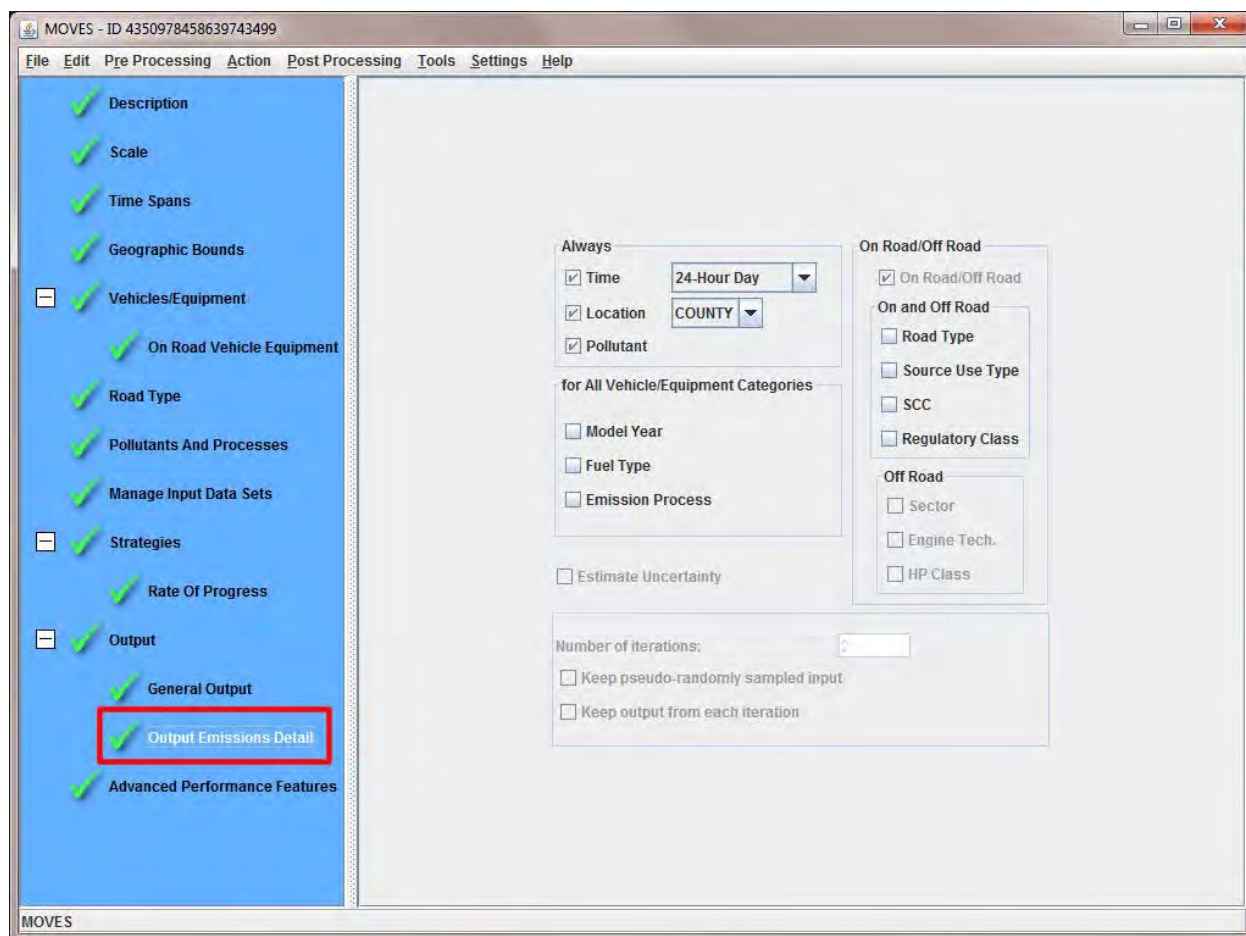 MOVES - ID 4350978458639743499
File Edit Pre Processing Action Post Processing Tools Settings Help
Description
Scale
Time Spans
Geographic Bounds
Vehicles/Equipment
On Road Vehicle Equipment
Road Type
Pollutants And Processes
Manage Input Data Sets
Strategies
Rate Of Progress
Output
General Output
Output Emissions Detail
Advanced Performance Features
Always
Time 24-Hour Day
Location COUNTY
Pollutant
for All Vehicle/Equipment Categories
Model Year
Fuel Type
Emission Process
On Road/Off Road
On Road/Off Road
On and Off Road
Road Type
Source Use Type
SCC
Regulatory Class
Off Road
Sector
Engine Tech.
HP Class
Estimate Uncertainty
Number of iterations: 2
Keep pseudo-randomly sampled input
Keep output from each iteration
MOVES